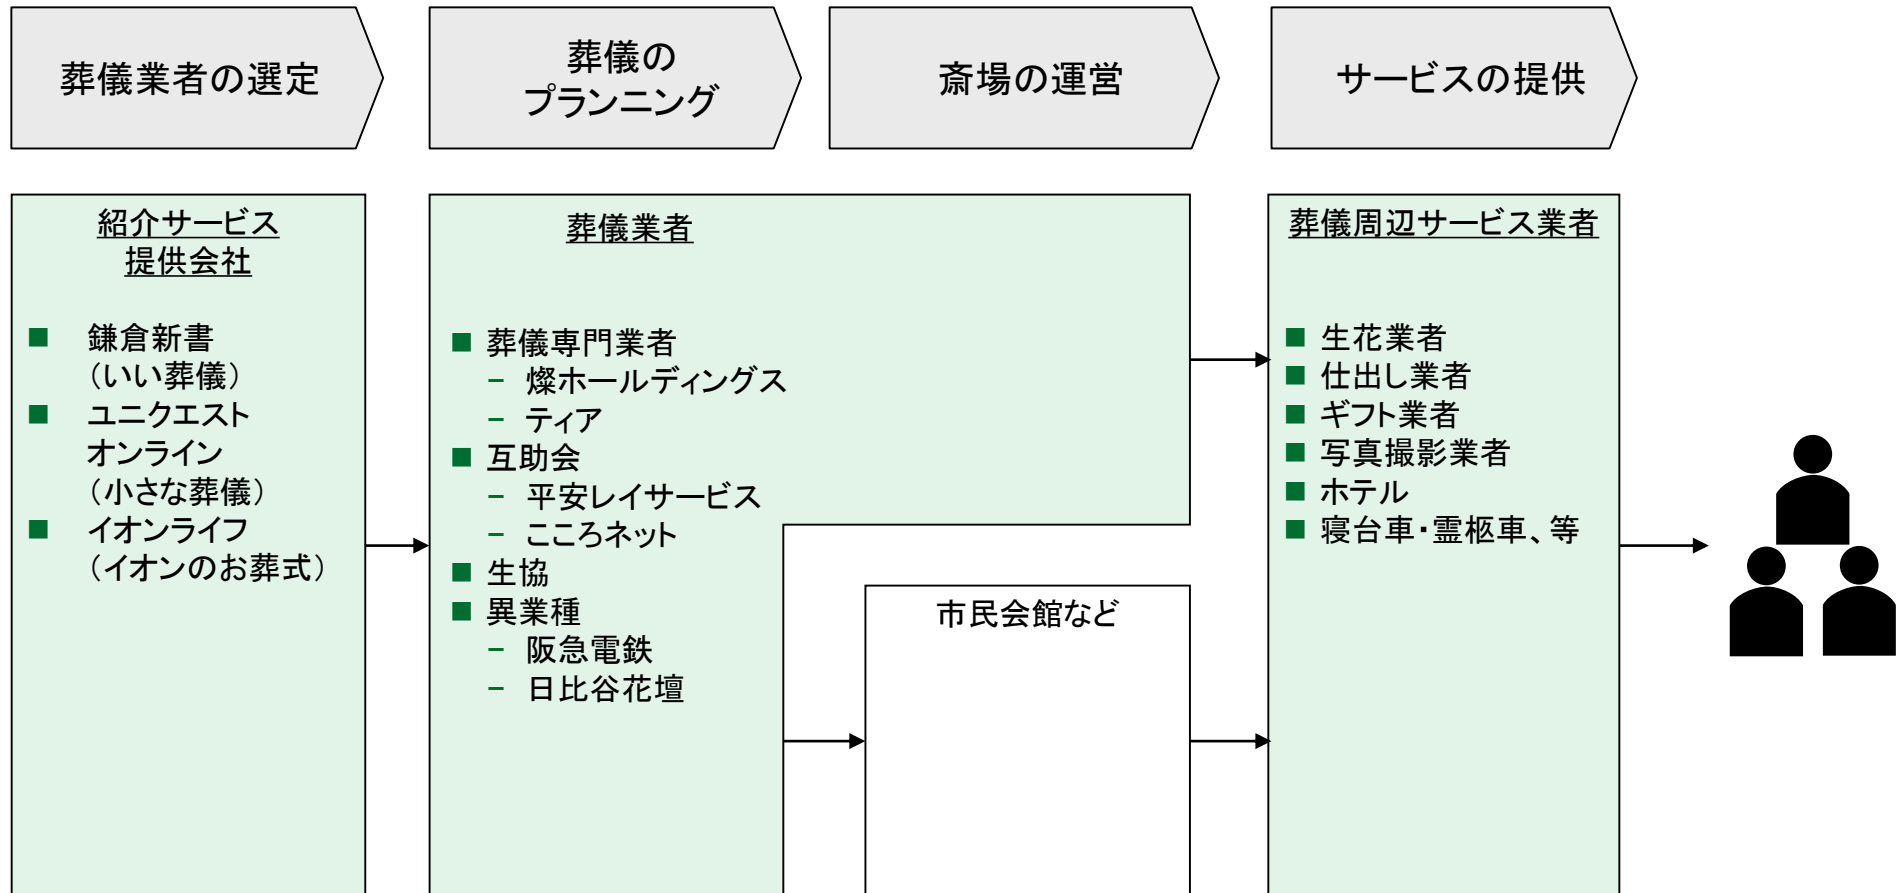 葬儀業者の選定
葬儀の
プランニング
斎場の運営
サービスの提供
紹介サービス
提供会社
■ 鎌倉新書
（いい葬儀）
■ ユニクエスト
オンライン
（小さな葬儀）
■ イオンライフ
（イオンのお葬式）
葬儀業者
■ 葬儀専門業者
− 燦ホールディングス
− ティア
■ 互助会
− 平安レイサービス
− こころネット
■ 生協
■ 異業種
− 阪急電鉄
− 日比谷花壇
市民会館など
葬儀周辺サービス業者
■ 生花業者
■ 仕出し業者
■ ギフト業者
■ 写真撮影業者
■ ホテル
■ 寝台車・霊柩車、等